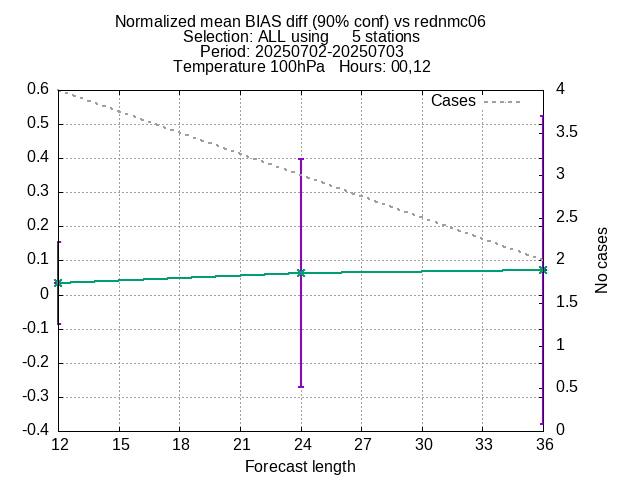 Normalized mean BIAS diff (90% conf) vs rednmc06
Selection: ALL using     5 stations
Period: 20250702-20250703
Temperature 100hPa   Hours: 00,12
Cases
0.6
0.5
0.4
0.3
0.2
0.1
0
-0.1
-0.2
-0.3
-0.4
4
3.5
3
2.5
2
1.5
1
0.5
0
No cases
12 15 18 21 24 27 30 33 36
Forecast length